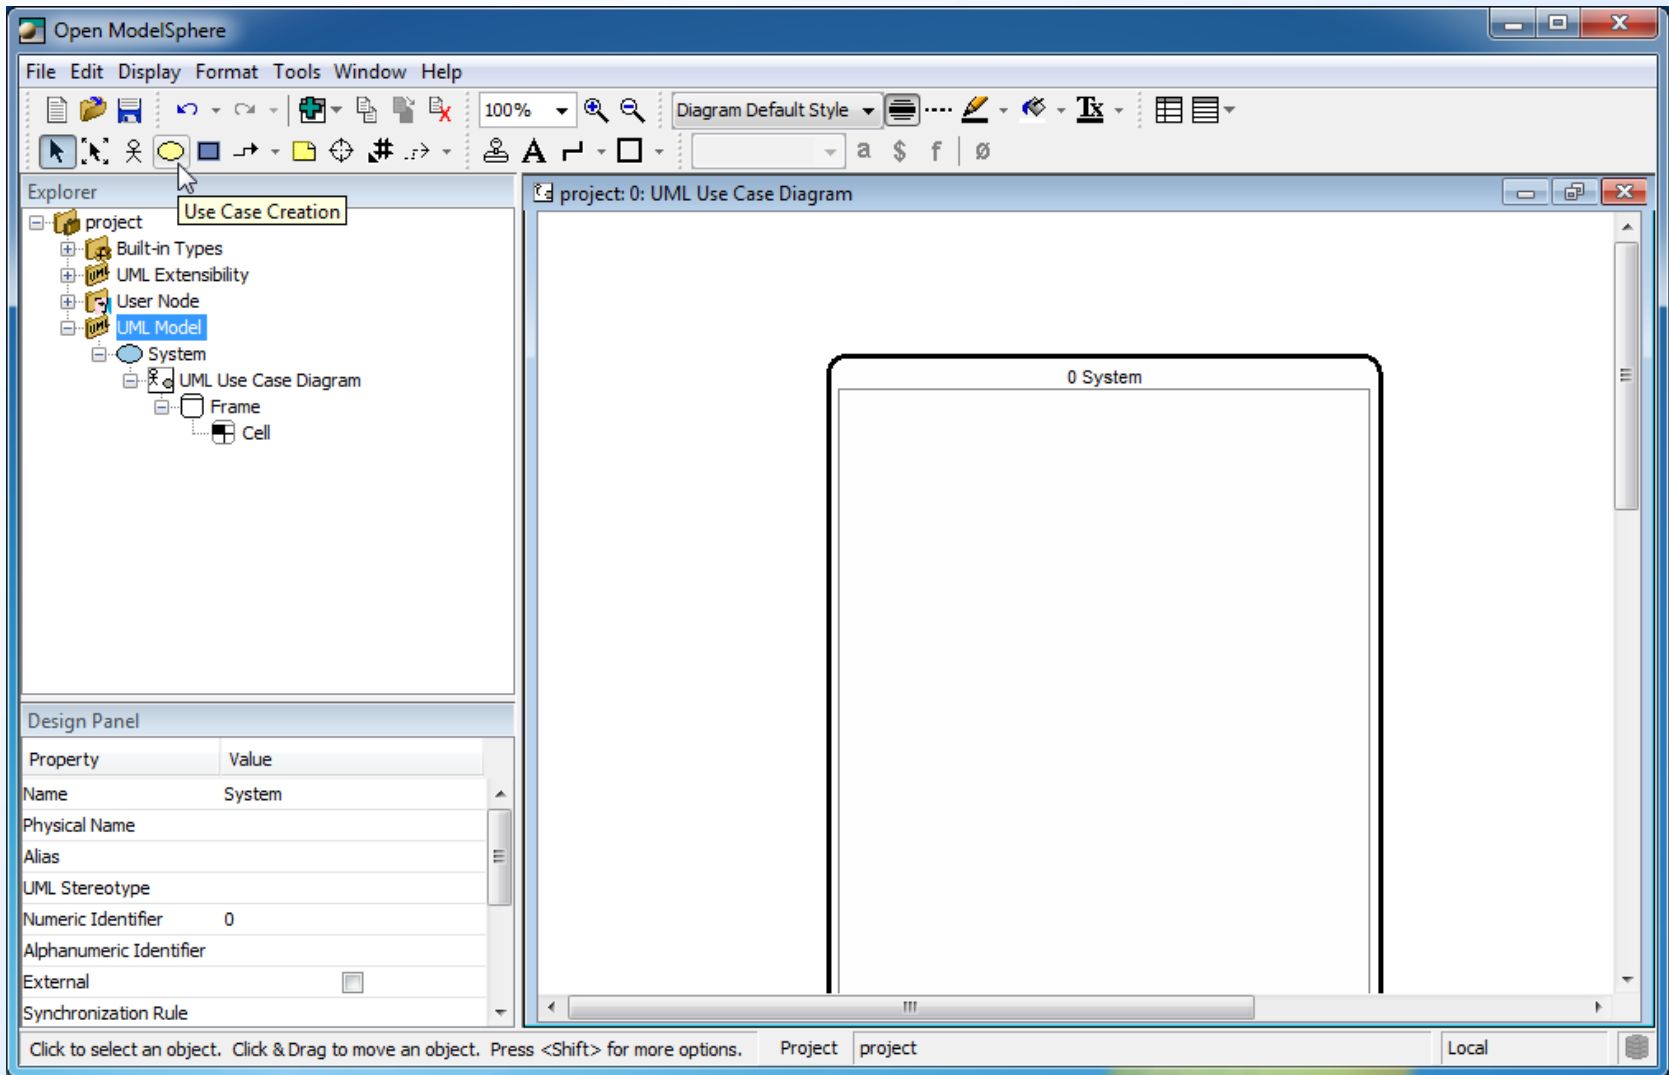 Open ModelSphere
File Edit Display Format Tools Window Help
100% Diagram Default Style Tx
A a $ f ø
Explorer
Use Case Creation
project
Built-in Types
UML Extensibility
User Node
UML Model
System
UML Use Case Diagram
Frame
Cell
project: 0: UML Use Case Diagram
0 System
Design Panel
Property Value
Name System
Physical Name
Alias
UML Stereotype
Numeric Identifier 0
Alphanumeric Identifier
External
Synchronization Rule
Click to select an object. Click & Drag to move an object. Press <Shift> for more options. Project project Local